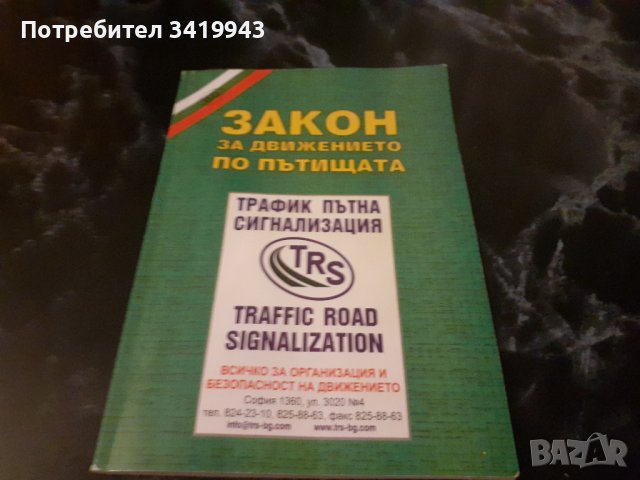 Потребител 3419943
ЗАКОН
ЗА ДВИЖЕНИЕТО
ПО ПЪТИЩАТА
ТРАФИК ПЪТНА
СИГНАЛИЗАЦИЯ
TRS
TRAFFIC ROAD
SIGNALIZATION
ВСИЧКО ЗА ОРГАНИЗАЦИЯ И
БЕЗОПАСНОСТ НА ДВИЖЕНИЕТО
София 1360, ул. 3020 №4
тел. 824-23-10, 825-88-63, факс 825-88-63
info@trs-bg.com www.trs-bg.com
BAZAR